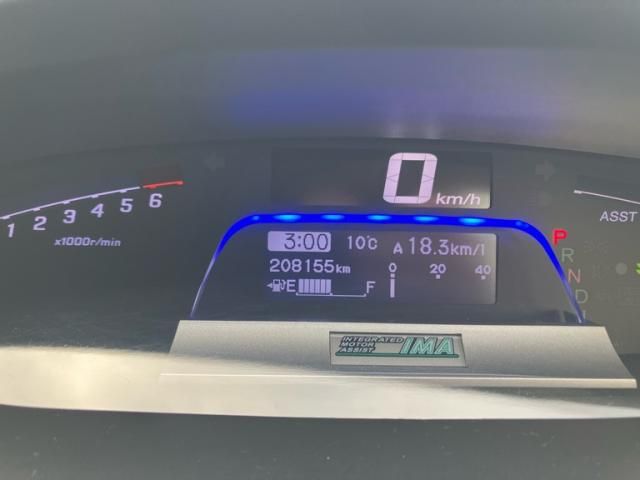 0 km/h
1 2 3 4 5 6
x1000r/min
ASST
3:00 10℃ A 18.3km/l
208155km
0 20 40
E F
P
R
N
D
INTEGRATED
MOTOR
ASSIST
IMA